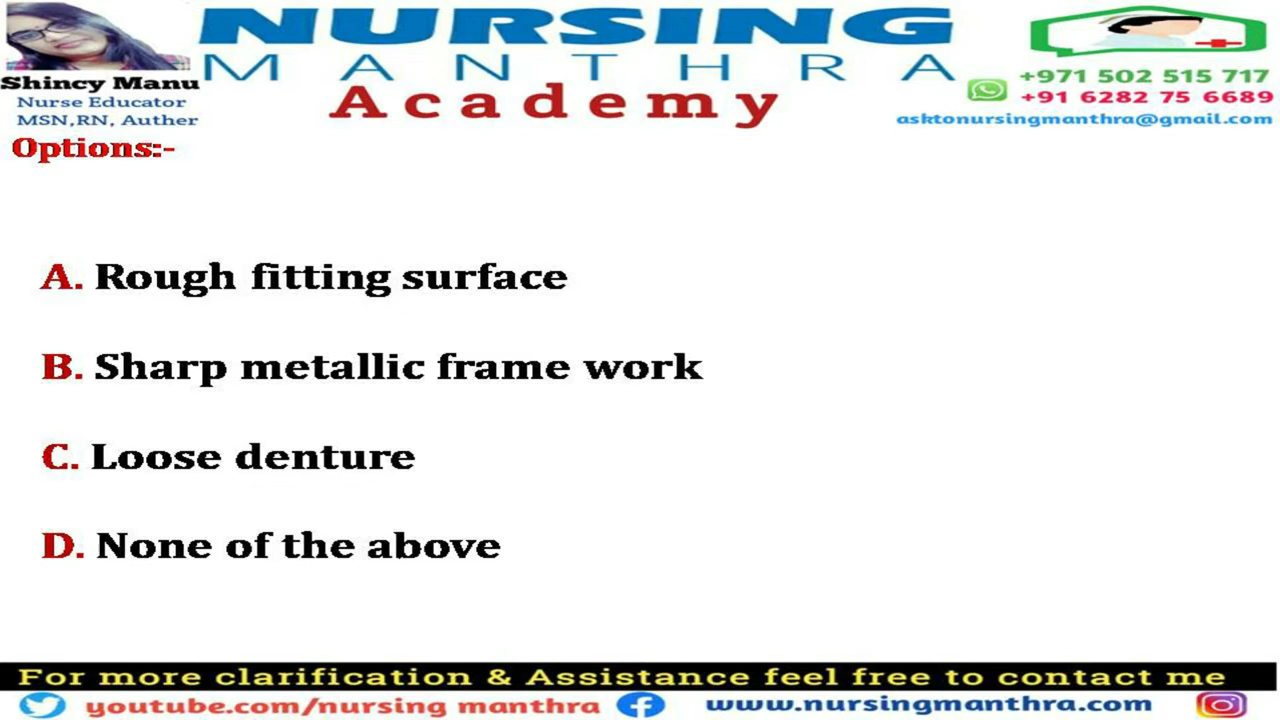 NURSING
MANTHRA
Academy
Shincy Manu
Nurse Educator
MSN,RN, Auther
+971 502 515 717
+91 6282 75 6689
asktonursingmanthra@gmail.com
Options:-
A. Rough fitting surface
B. Sharp metallic frame work
C. Loose denture
D. None of the above
For more clarification & Assistance feel free to contact me
youtube.com/nursing manthra
www.nursingmanthra.com